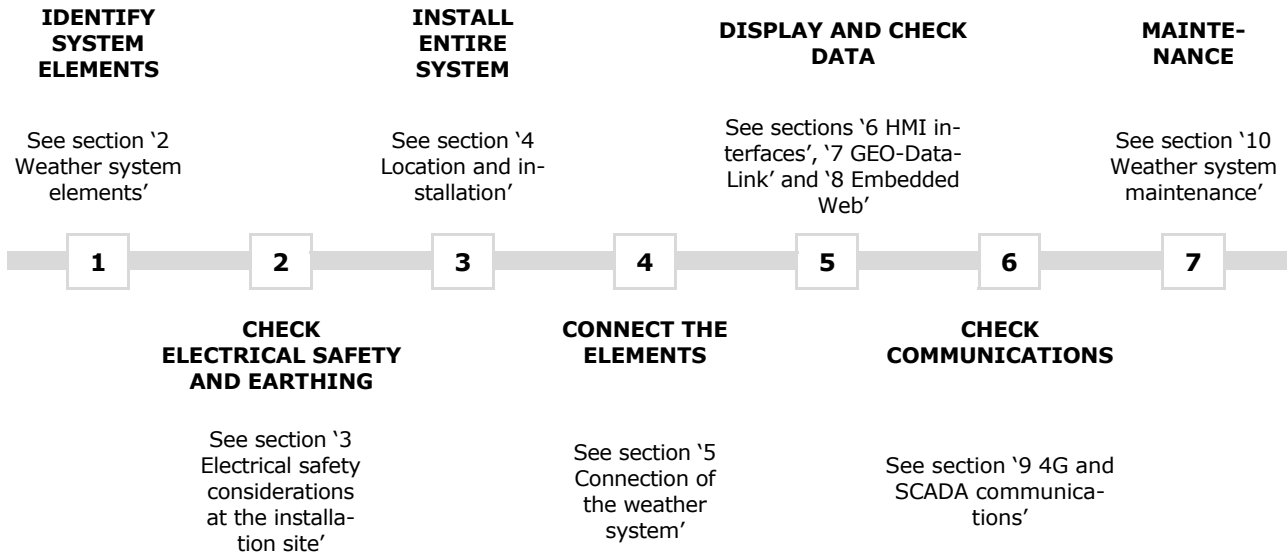 IDENTIFY
SYSTEM
ELEMENTS
See section ‘2
Weather system
elements’
INSTALL
ENTIRE
SYSTEM
See section ‘4
Location and in-
stallation’
DISPLAY AND CHECK
DATA
See sections ‘6 HMI in-
terfaces’, ‘7 GEO-Data-
Link’ and ‘8 Embedded
Web’
MAINTE-
NANCE
See section ‘10
Weather system
maintenance’
1
2
3
4
5
6
7
CHECK
ELECTRICAL SAFETY
AND EARTHING
See section ‘3
Electrical safety
considerations
at the installa-
tion site’
CONNECT THE
ELEMENTS
See section ‘5
Connection of
the weather
system’
CHECK
COMMUNICATIONS
See section ‘9 4G and
SCADA communica-
tions’